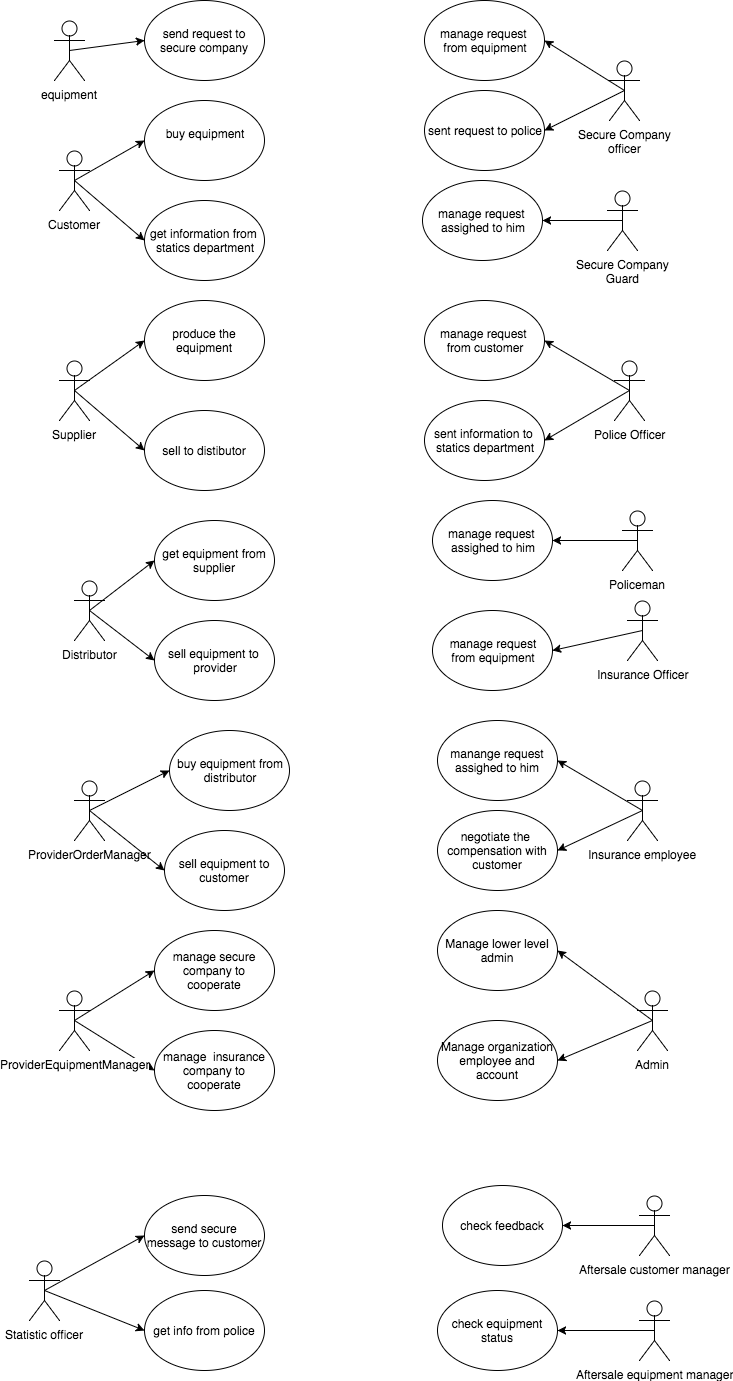 send request to
secure company
equipment
buy equipment
Customer
get information from
statics department
produce the
equipment
Supplier
sell to distibutor
get equipment from
supplier
Distributor
sell equipment to
provider
buy equipment from
distributor
ProviderOrderManager
sell equipment to
customer
manage secure
company to
cooperate
ProviderEquipmentManager
manage  insurance
company to
cooperate
send secure
message to customer
Statistic officer
get info from police
manage request
from equipment
sent request to police
Secure Company
officer
manage request
assighed to him
Secure Company
Guard
manage request
from customer
Police Officer
sent information to
statics department
manage request
assighed to him
Policeman
manage request
from equipment
Insurance Officer
manange request
assighed to him
negotiate the
compensation with
customer
Insurance employee
Manage lower level
admin
Manage organization
employee and
account
Admin
check feedback
Aftersale customer manager
check equipment
status
Aftersale equipment manager